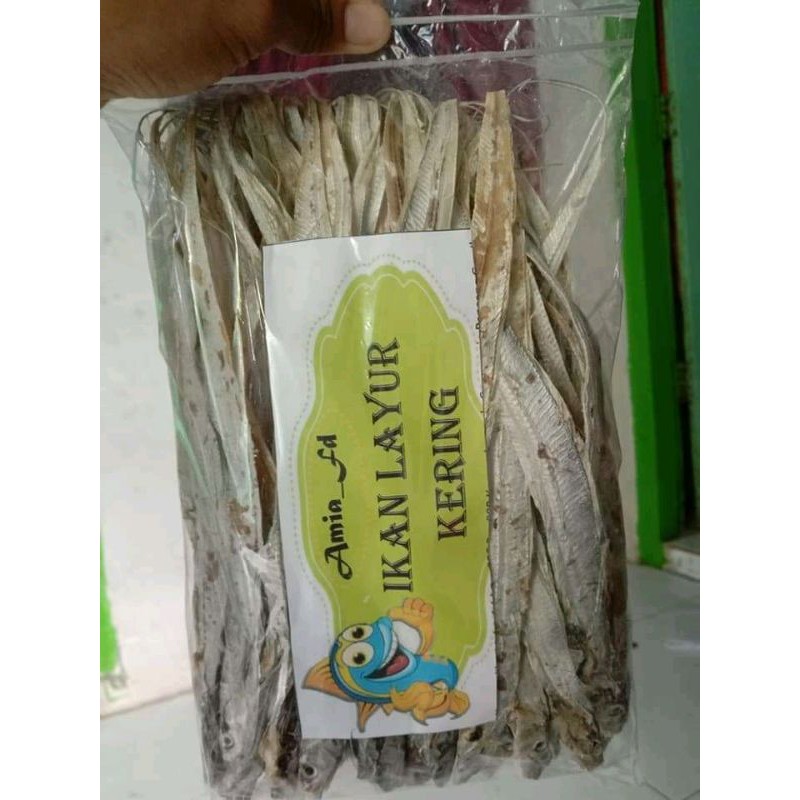 Amia_Fd
IKAN LAYUR
KERING